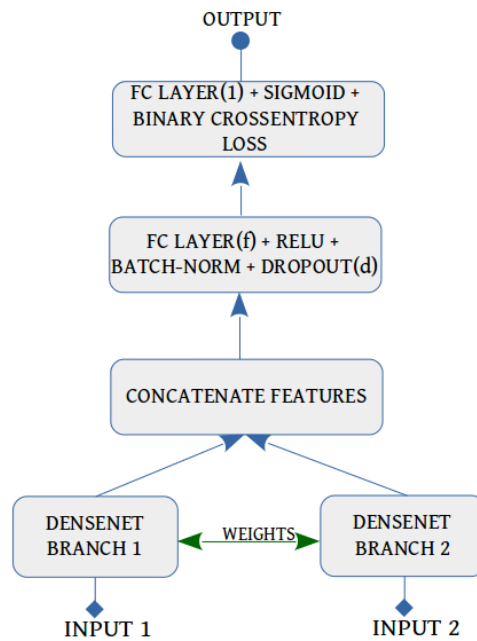 OUTPUT
FC LAYER(1) + SIGMOID +
BINARY CROSSENTROPY
LOSS
FC LAYER(f) + RELU +
BATCH-NORM + DROPOUT(d)
CONCATENATE FEATURES
DENSENET
BRANCH 1
WEIGHTS
DENSENET
BRANCH 2
INPUT 1
INPUT 2